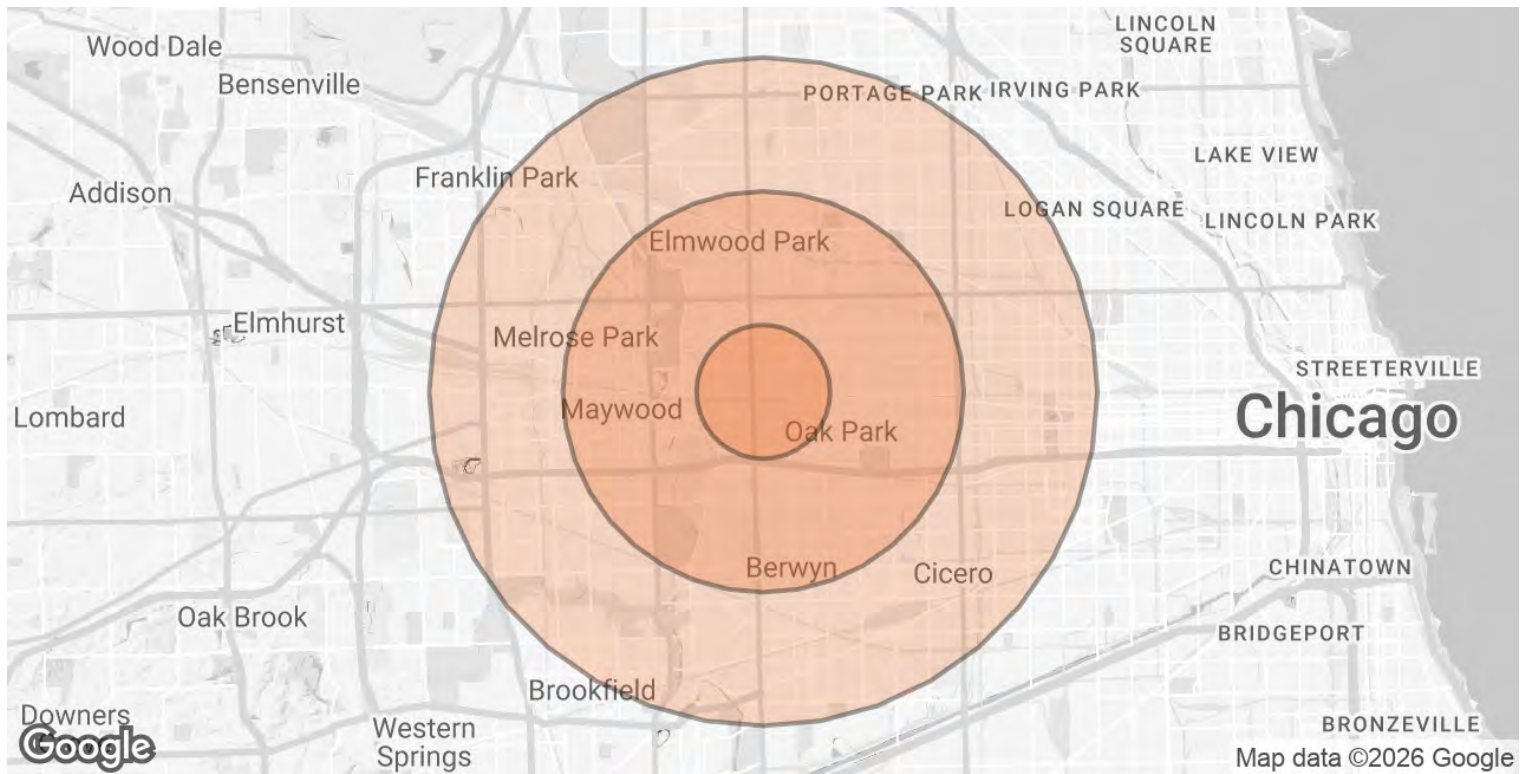 LINCOLN
SQUARE
Wood Dale
Bensenville
PORTAGE PARK
IRVING PARK
LAKE VIEW
Franklin Park
Addison
LOGAN SQUARE
LINCOLN PARK
Elmwood Park
Elmhurst
Melrose Park
STREETERVILLE
Maywood
Lombard
Chicago
Oak Park
Berwyn
Cicero
CHINATOWN
Oak Brook
BRIDGEPORT
Brookfield
Downers
Western
Springs
BRONZEVILLE
Google
Map data ©2026 Google